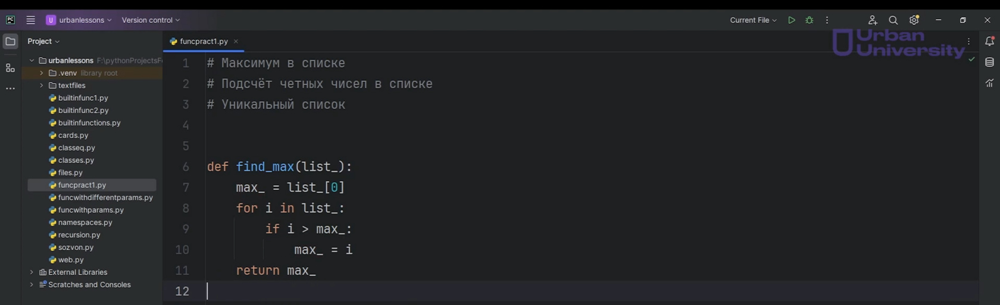 PC
U urbanlessons
Version control
Current File
Project
funcpract1.py
Urban
University
urbanlessons F:\pythonProjectsF
.venv library root
textfiles
builtinfunc1.py
builtinfunc2.py
builtinfunctions.py
cards.py
classeq.py
classes.py
files.py
funcpract1.py
funcwithdifferentparams.py
funcwithparams.py
namespaces.py
recursion.py
sozvon.py
web.py
External Libraries
Scratches and Consoles
1 # Максимум в списке
2 # Подсчёт четных чисел в списке
3 # Уникальный список
4
5
6 def find_max(list_):
7 max_ = list_[0]
8 for i in list_:
9 if i > max_:
10 max_ = i
11 return max_
12